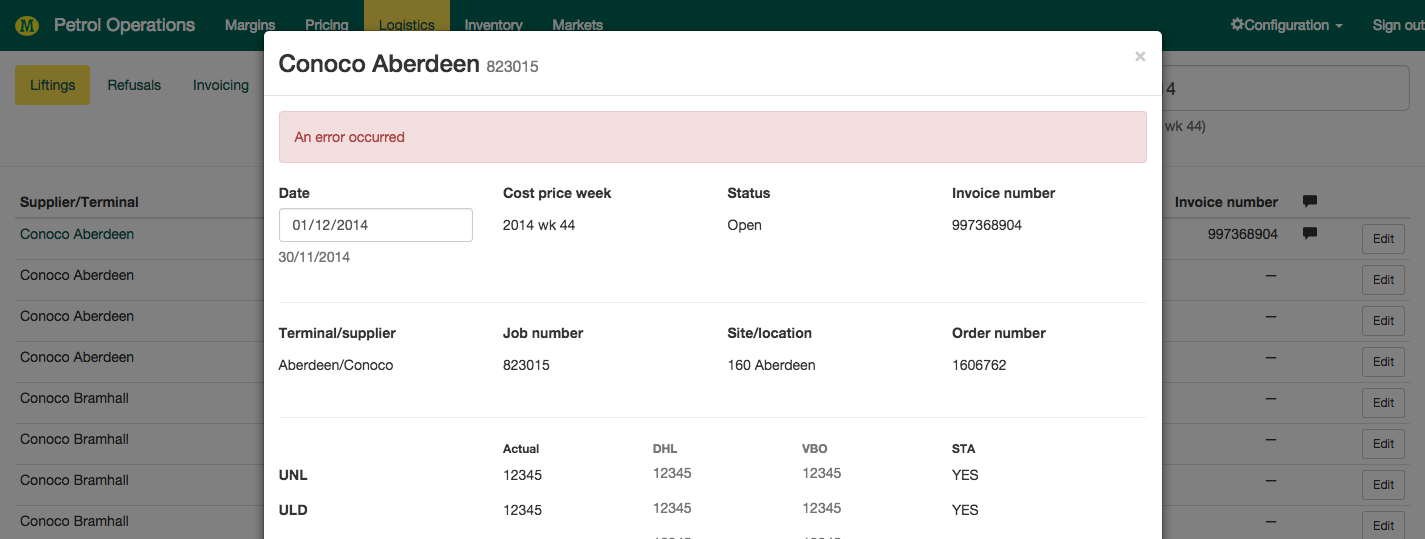 M Petrol Operations Margins Pricing Logistics Inventory Markets Configuration Sign out
Liftings Refusals Invoicing
4
wk 44)
Conoco Aberdeen 823015 ×
An error occurred
Date Cost price week Status Invoice number
01/12/2014 2014 wk 44 Open 997368904
30/11/2014
Terminal/supplier Job number Site/location Order number
Aberdeen/Conoco 823015 160 Aberdeen 1606762
Actual DHL VBO STA
UNL 12345 12345 12345 YES
ULD 12345 12345 12345 YES
Supplier/Terminal Invoice number
Conoco Aberdeen 997368904 Edit
Conoco Aberdeen — Edit
Conoco Aberdeen — Edit
Conoco Aberdeen — Edit
Conoco Bramhall — Edit
Conoco Bramhall — Edit
Conoco Bramhall — Edit
Conoco Bramhall — Edit